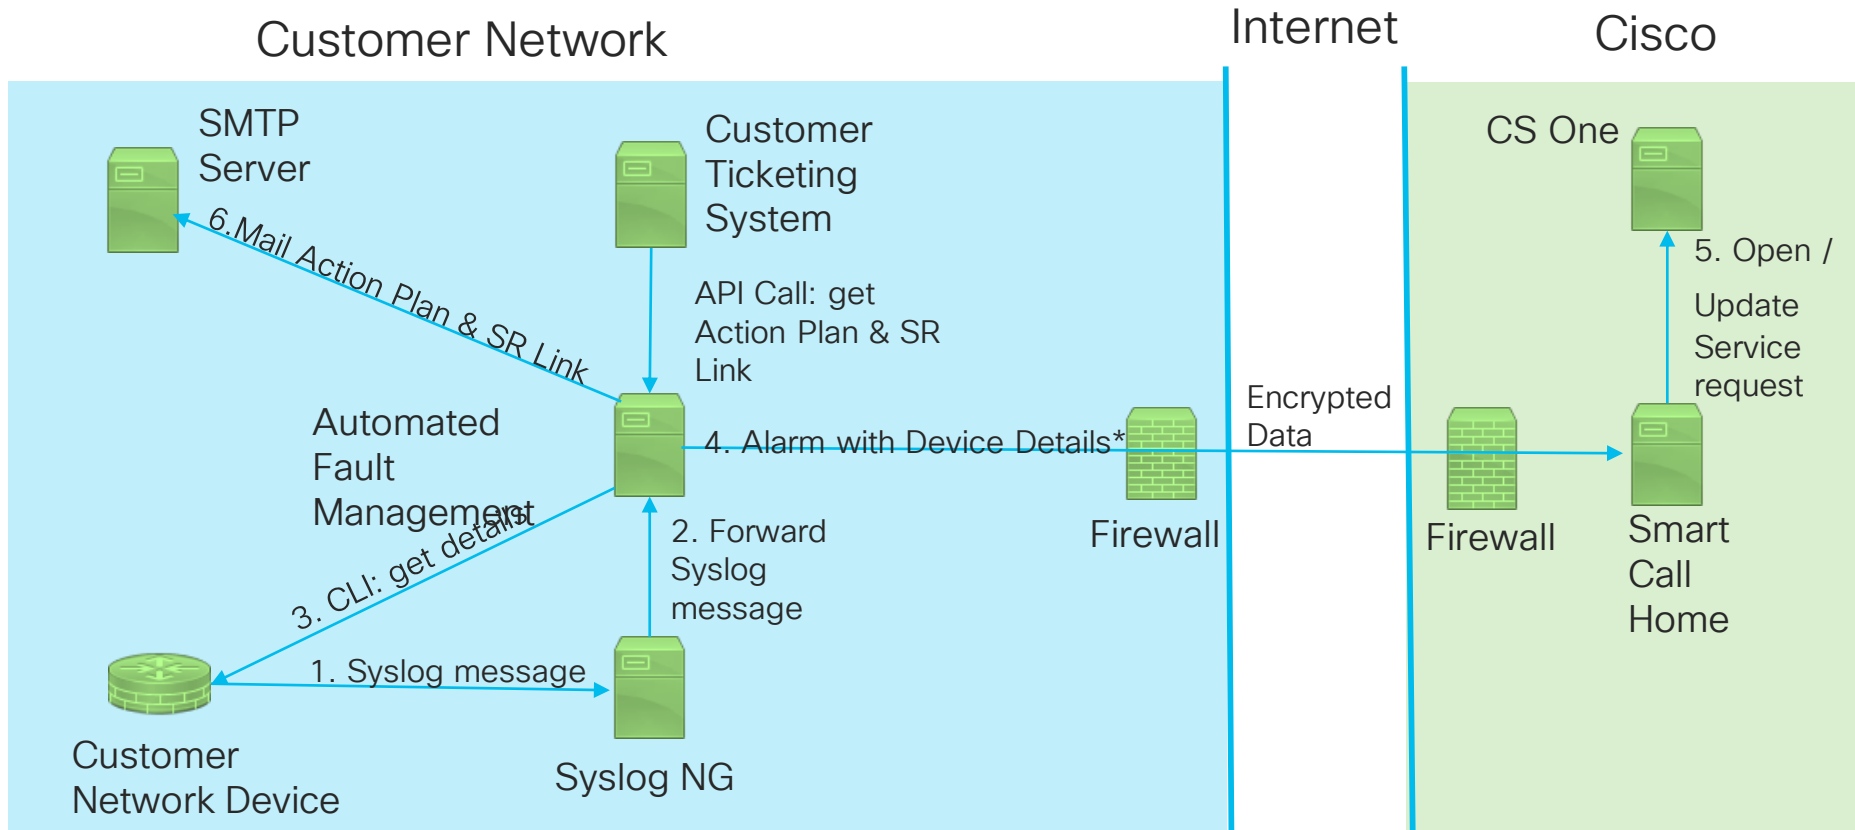 Customer Network
Internet
Cisco
SMTP
Server
Customer
Ticketing
System
CS One
6.Mail Action Plan & SR Link
API Call: get
Action Plan & SR
Link
5. Open /
Update
Service
request
Automated
Fault
Management
4. Alarm with Device Details*
Encrypted
Data
Firewall
Firewall
Smart
Call
Home
3. CLI: get details
2. Forward
Syslog
message
1. Syslog message
Customer
Network Device
Syslog NG